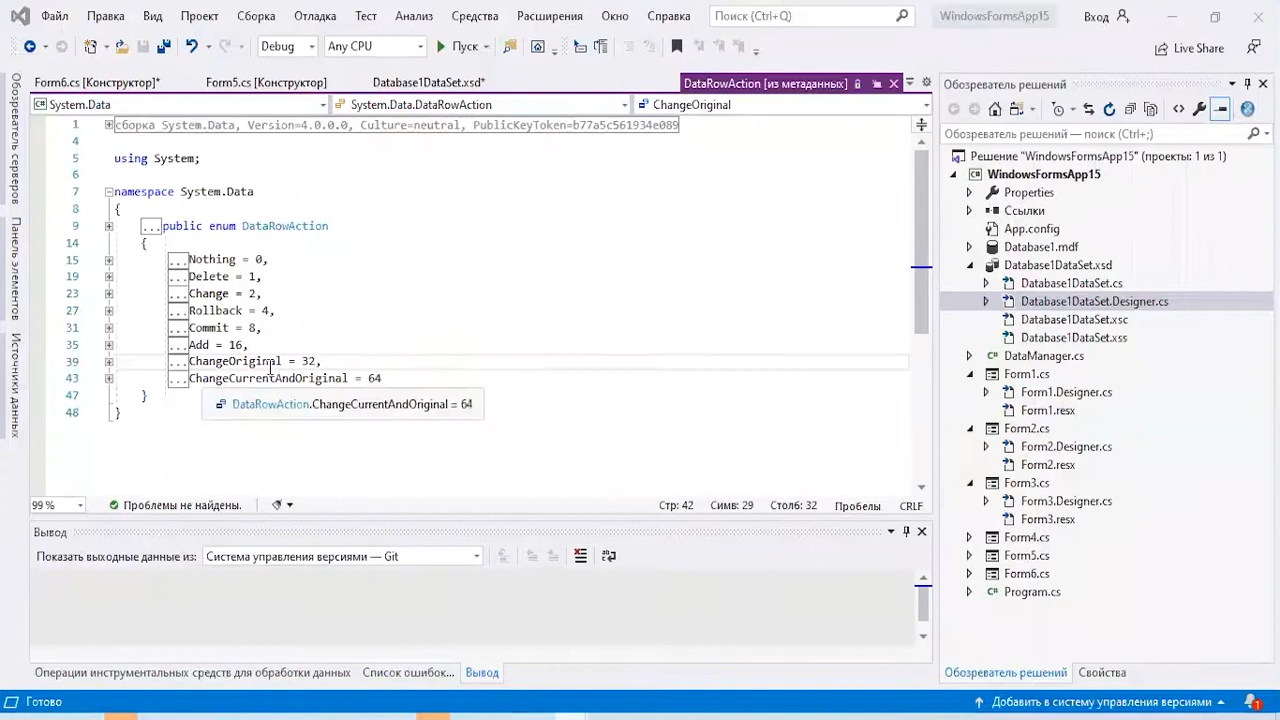 Файл Правка Вид Проект Сборка Отладка Тест Анализ Средства Расширения Окно Справка Поиск (Ctrl+Q) WindowsFormsApp15 Вход
Debug Any CPU Пуск Live Share
Обозреватель серверов
Панель элементов
Источники данных
Form6.cs [Конструктор]* Form5.cs [Конструктор] Database1DataSet.xsd* DataRowAction [из метаданных]
System.Data System.Data.DataRowAction ChangeOriginal
1 сборка System.Data, Version=4.0.0.0, Culture=neutral, PublicKeyToken=b77a5c561934e089
4
5 using System;
6
7 namespace System.Data
8 {
9 ...public enum DataRowAction
14 {
15 ...Nothing = 0,
19 ...Delete = 1,
23 ...Change = 2,
27 ...Rollback = 4,
31 ...Commit = 8,
35 ...Add = 16,
39 ...ChangeOriginal = 32,
43 ...ChangeCurrentAndOriginal = 64
47 }
DataRowAction.ChangeCurrentAndOriginal = 64
48 }
99 % Проблемы не найдены. Стр: 42 Симв: 29 Столб: 32 Пробелы CRLF
Вывод
Показать выходные данные из: Система управления версиями — Git
Операции инструментальных средств для обработки данных Список ошибок... Вывод
Обозреватель решений
Обозреватель решений — поиск (Ctrl+;)
Решение "WindowsFormsApp15" (проекты: 1 из 1)
WindowsFormsApp15
Properties
Ссылки
App.config
Database1.mdf
Database1DataSet.xsd
Database1DataSet.cs
Database1DataSet.Designer.cs
Database1DataSet.xsc
Database1DataSet.xss
DataManager.cs
Form1.cs
Form1.Designer.cs
Form1.resx
Form2.cs
Form2.Designer.cs
Form2.resx
Form3.cs
Form3.Designer.cs
Form3.resx
Form4.cs
Form5.cs
Form6.cs
Program.cs
Обозреватель решений Свойства
Готово Добавить в систему управления версиями 1